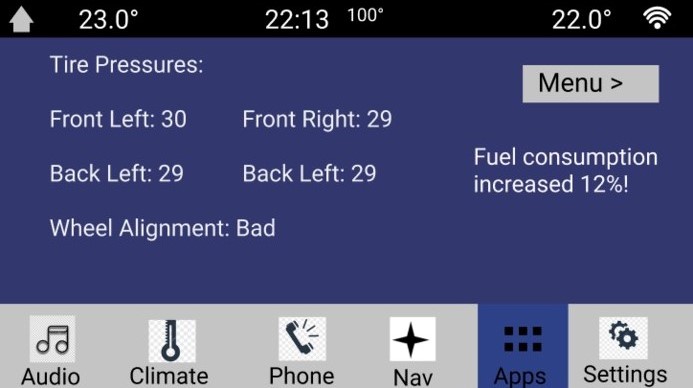 23.0° 22:13 100° 22.0°
Tire Pressures:
Menu >
Front Left: 30 Front Right: 29
Back Left: 29 Back Left: 29
Fuel consumption
increased 12%!
Wheel Alignment: Bad
Audio Climate Phone Nav Apps Settings